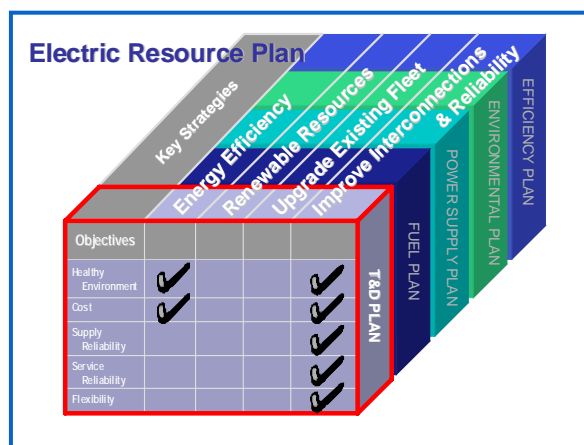 Electric Resource Plan
Key Strategies
Energy Efficiency
Renewable Resources
Upgrade Existing Fleet
Improve Interconnections
& Reliability
Objectives
Healthy
Environment
Cost
Supply
Reliability
Service
Reliability
Flexibility
T&D PLAN
FUEL PLAN
POWER SUPPLY PLAN
ENVIRONMENTAL PLAN
EFFICIENCY PLAN